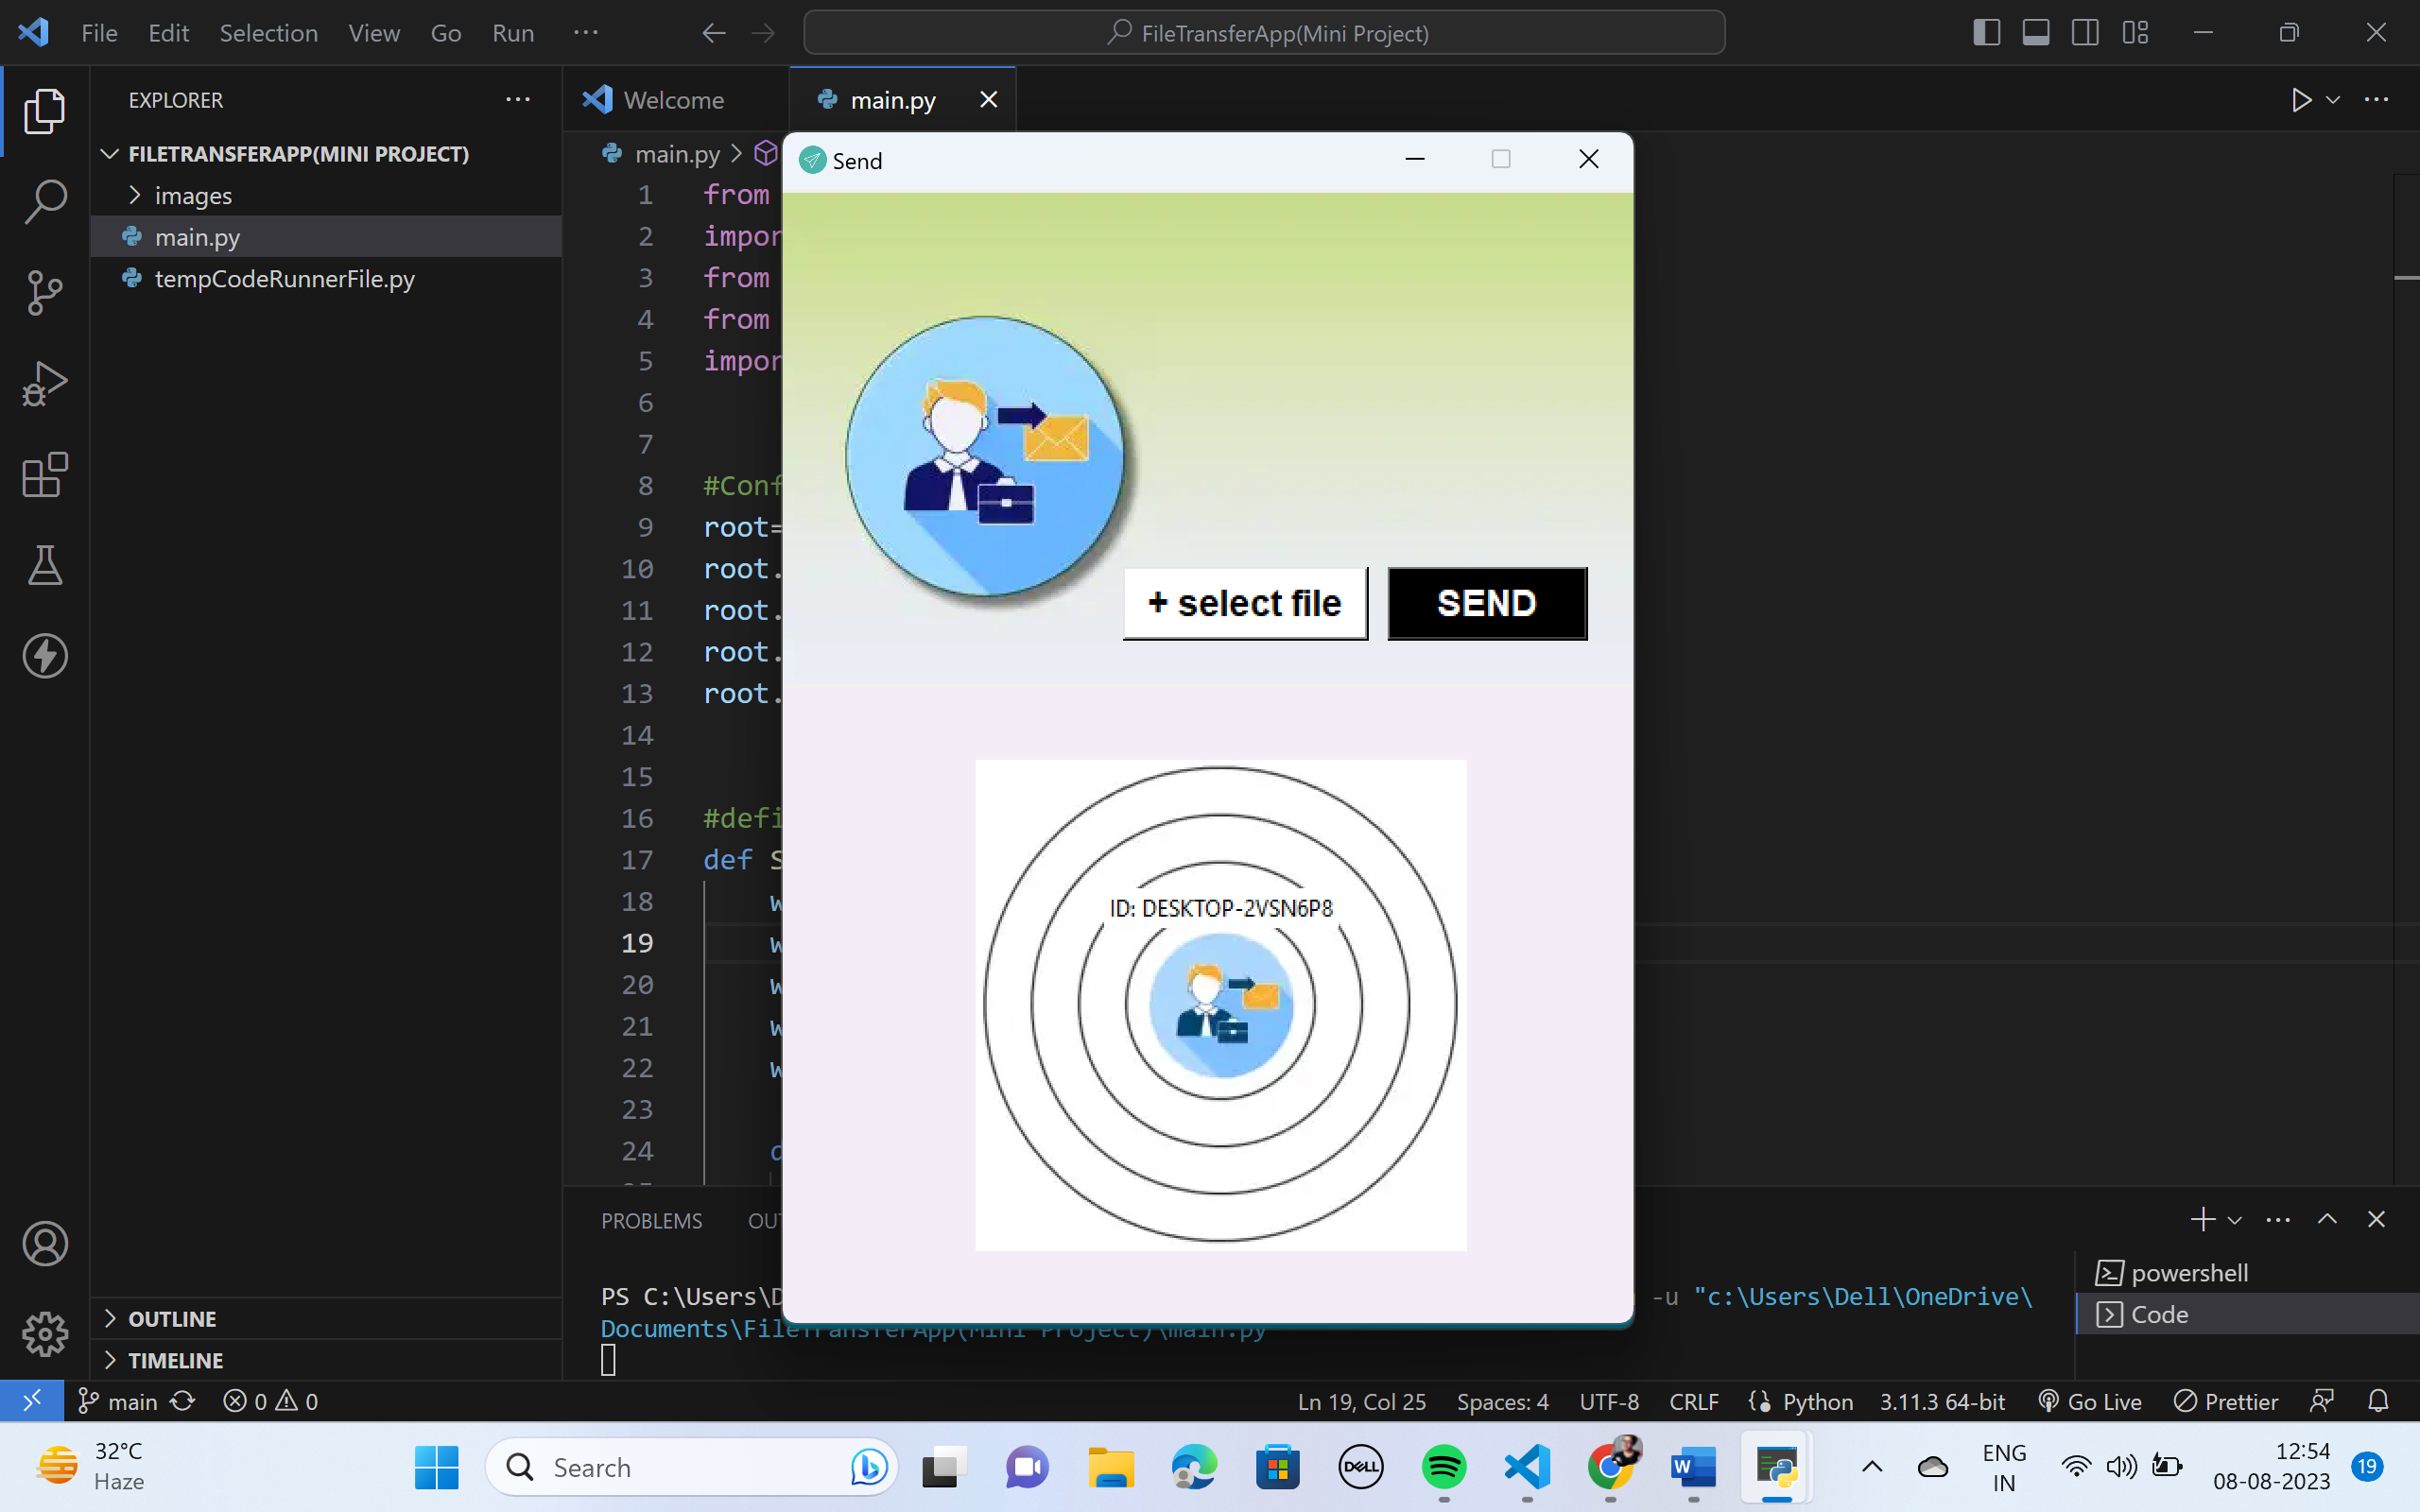 File Edit Selection View Go Run ···
FileTransferApp(Mini Project)
EXPLORER
FILETRANSFERAPP(MINI PROJECT)
images
main.py
tempCodeRunnerFile.py
OUTLINE
TIMELINE
Welcome
main.py
main.py >
1 from
2 impor
3 from
4 from
5 impor
6
7
8 #Conf
9 root=
10 root.
11 root.
12 root.
13 root.
14
15
16 #defi
17 def S
18 w
19 w
20 w
21 w
22 w
23
24
Send
+ select file
SEND
ID: DESKTOP-2VSN6P8
PROBLEMS OUT
PS C:\Users\D -u "c:\Users\Dell\OneDrive\
Documents\FileTransferApp(Mini Project)\main.py
powershell
Code
main 0 0
Ln 19, Col 25 Spaces: 4 UTF-8 CRLF Python 3.11.3 64-bit Go Live Prettier
32°C
Haze
Search
DELL
W
ENG
IN
12:54
08-08-2023
19